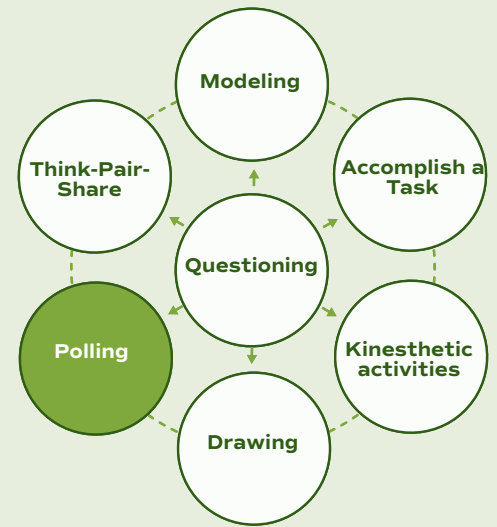 Modeling
Think-Pair-
Share
Accomplish a
Task
Questioning
Polling
Kinesthetic
activities
Drawing